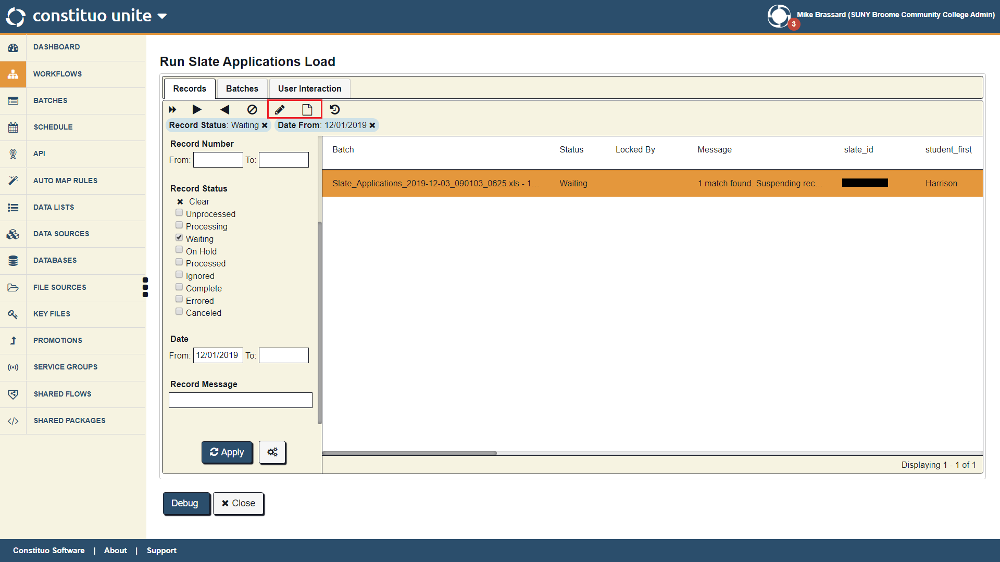 constituo unite
Mike Brassard (SUNY Broome Community College Admin)
3
DASHBOARD
WORKFLOWS
BATCHES
SCHEDULE
API
AUTO MAP RULES
DATA LISTS
DATA SOURCES
DATABASES
FILE SOURCES
KEY FILES
PROMOTIONS
SERVICE GROUPS
SHARED FLOWS
SHARED PACKAGES
Run Slate Applications Load
Records Batches User Interaction
Record Status: Waiting Date From: 12/01/2019
Record Number
From: To:
Record Status
Clear
Unprocessed
Processing
Waiting
On Hold
Processed
Ignored
Complete
Errored
Canceled
Date
From: 12/01/2019 To:
Record Message
Apply
Batch Status Locked By Message slate_id student_first
Slate_Applications_2019-12-03_090103_0625.xls - 1... Waiting 1 match found. Suspending rec... Harrison
Displaying 1 - 1 of 1
Debug Close
Constituo Software | About | Support